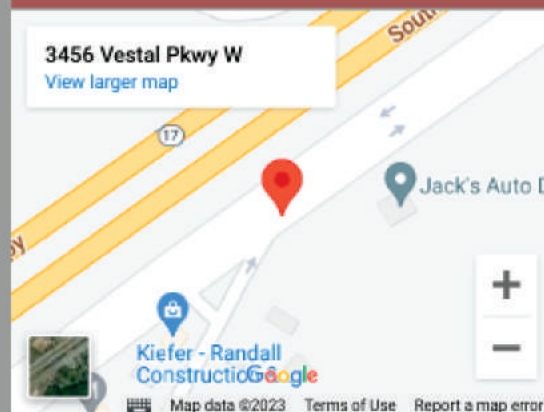 3456 Vestal Pkwy W
View larger map
South
17
Jack's Auto D
Kiefer - Randall
Construction
Google
Map data ©2023 Terms of Use Report a map error